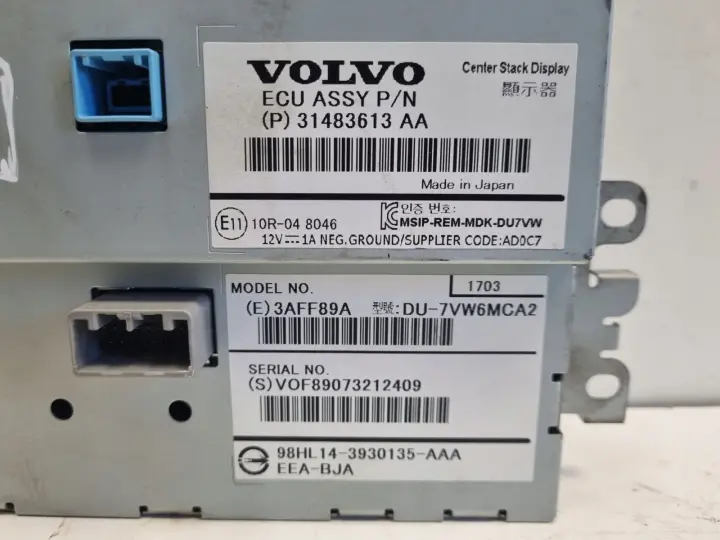 VOLVO
Center Stack Display
顯示器
ECU ASSY P/N
(P) 31483613 AA
Made in Japan
E11 10R-04 8046
인증 번호:
MSIP-REM-MDK-DU7VW
12V⎓1A NEG.GROUND/SUPPLIER CODE:AD0C7
MODEL NO.
1703
(E) 3AFF89A 型號:DU-7VW6MCA2
SERIAL NO.
(S) VOF89073212409
98HL14-3930135-AAA
EEA-BJA